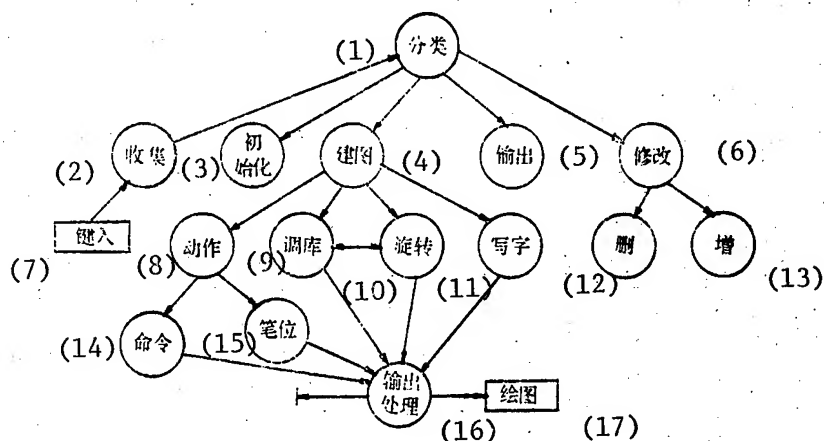 (1)
分类
(2)
收集
(3)
初
始化
建图
(4)
输出
(5)
修改
(6)
(7)
键入
(8)
动作
(9)
调库
(10)
旋转
(11)
写字
(12)
删
(13)
增
(14)
命令
(15)
笔位
输出
处理
(16)
绘图
(17)